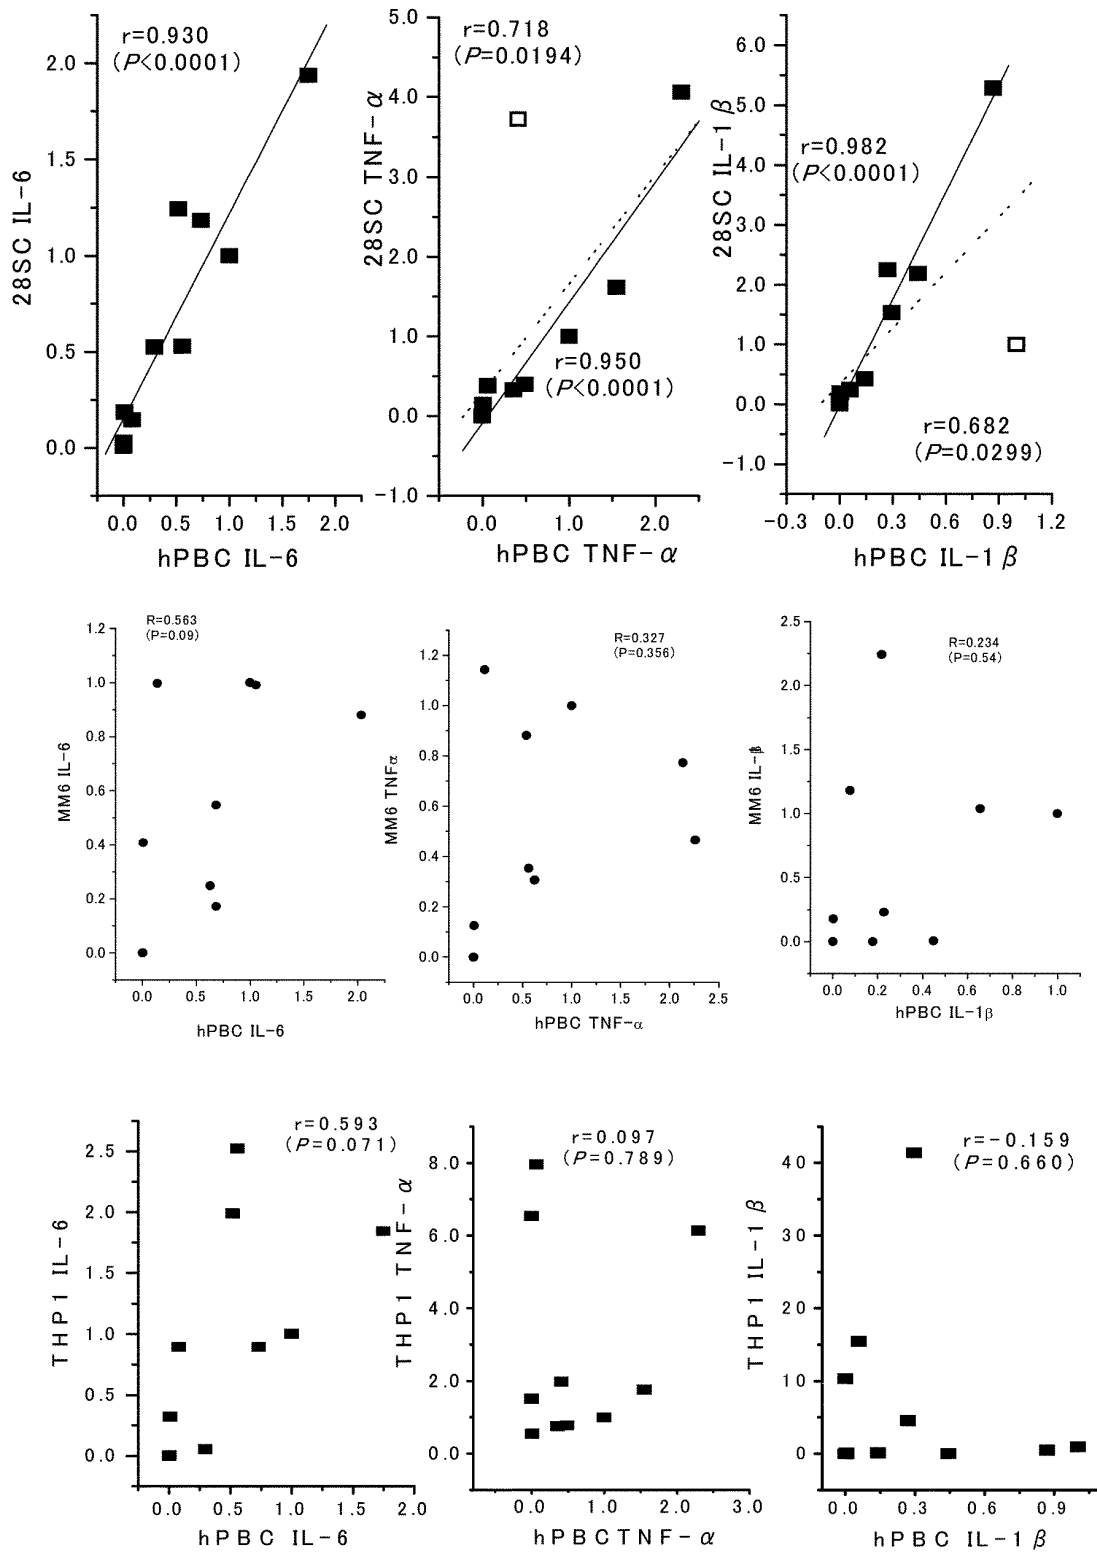 r=0.930
(P<0.0001)
28SC IL-6
2.0
1.5
1.0
0.5
0.0
0.0 0.5 1.0 1.5 2.0
hPBC IL-6
r=0.718
(P=0.0194)
28SC TNF-α
5.0
4.0
3.0
2.0
1.0
0.0
-1.0
r=0.950
(P<0.0001)
0.0 1.0 2.0
hPBC TNF-α
28SC IL-1β
6.0
5.0
4.0
3.0
2.0
1.0
0.0
-1.0
r=0.982
(P<0.0001)
r=0.682
(P=0.0299)
-0.3 0.0 0.3 0.6 0.9 1.2
hPBC IL-1β
R=0.563
(P=0.09)
MM6 IL-6
1.2
1.0
0.8
0.6
0.4
0.2
0.0
0.0 0.5 1.0 1.5 2.0
hPBC IL-6
R=0.327
(P=0.356)
MM6 TNFα
1.2
1.0
0.8
0.6
0.4
0.2
0.0
0.0 0.5 1.0 1.5 2.0 2.5
hPBC TNF-α
R=0.234
(P=0.54)
MM6 IL-β
2.5
2.0
1.5
1.0
0.5
0.0
0.0 0.2 0.4 0.6 0.8 1.0
hPBC IL-1β
r=0.593
(P=0.071)
THP1 IL-6
2.5
2.0
1.5
1.0
0.5
0.0
0.0 0.5 1.0 1.5 2.0
hPBC IL-6
r=0.097
(P=0.789)
THP1 TNF-α
8.0
6.0
4.0
2.0
0.0
0.0 1.0 2.0 3.0
hPBCTNF-α
r=-0.159
(P=0.660)
THP1 IL-1β
40
30
20
10
0
0.0 0.3 0.6 0.9
hPBC IL-1β